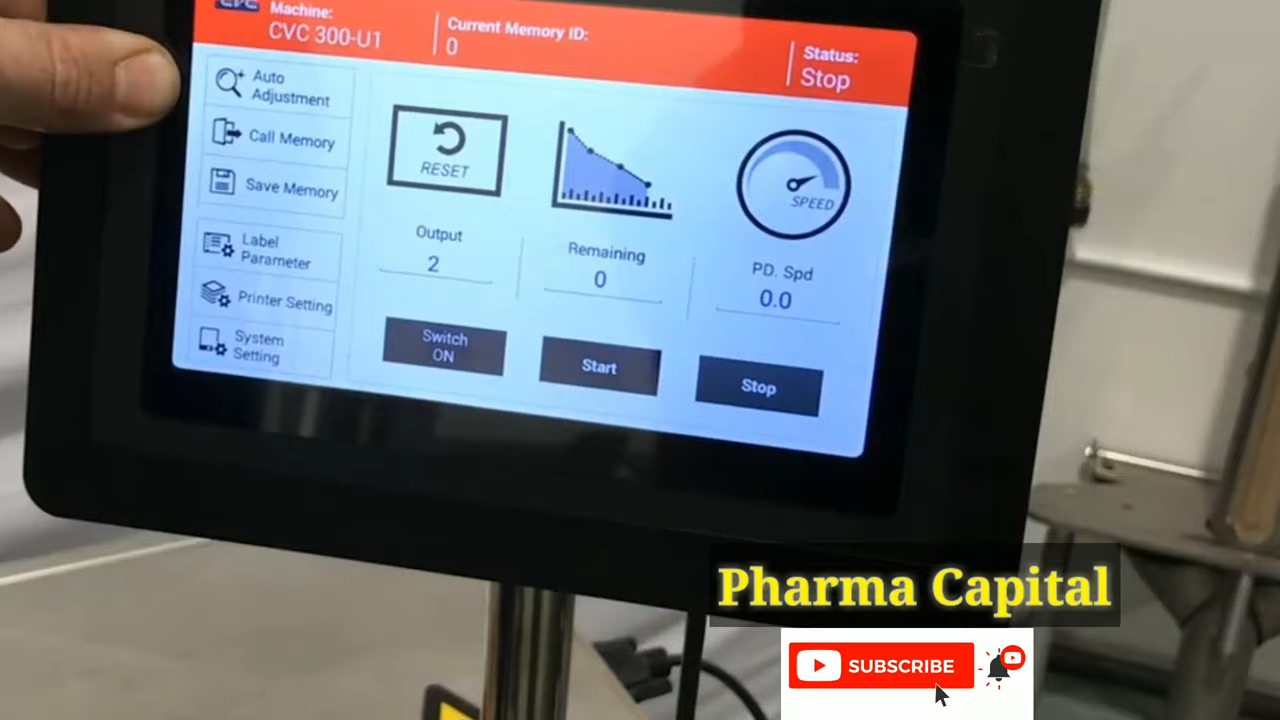 CVC
Machine:
CVC 300-U1
Current Memory ID:
0
Status:
Stop
Auto
Adjustment
Call Memory
Save Memory
Label
Parameter
Printer Setting
System
Setting
RESET
SPEED
Output
2
Remaining
0
PD. Spd
0.0
Switch
ON
Start
Stop
Pharma Capital
SUBSCRIBE